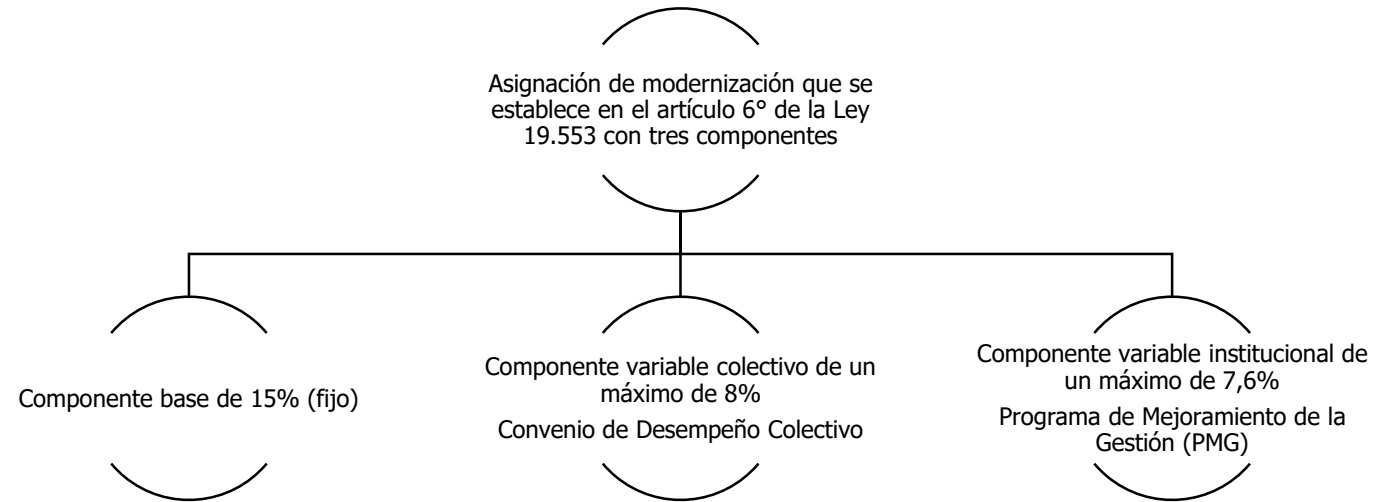 Asignación de modernización que se
establece en el artículo 6° de la Ley
19.553 con tres componentes
Componente base de 15% (fijo)
Componente variable colectivo de un
máximo de 8%
Convenio de Desempeño Colectivo
Componente variable institucional de
un máximo de 7,6%
Programa de Mejoramiento de la
Gestión (PMG)